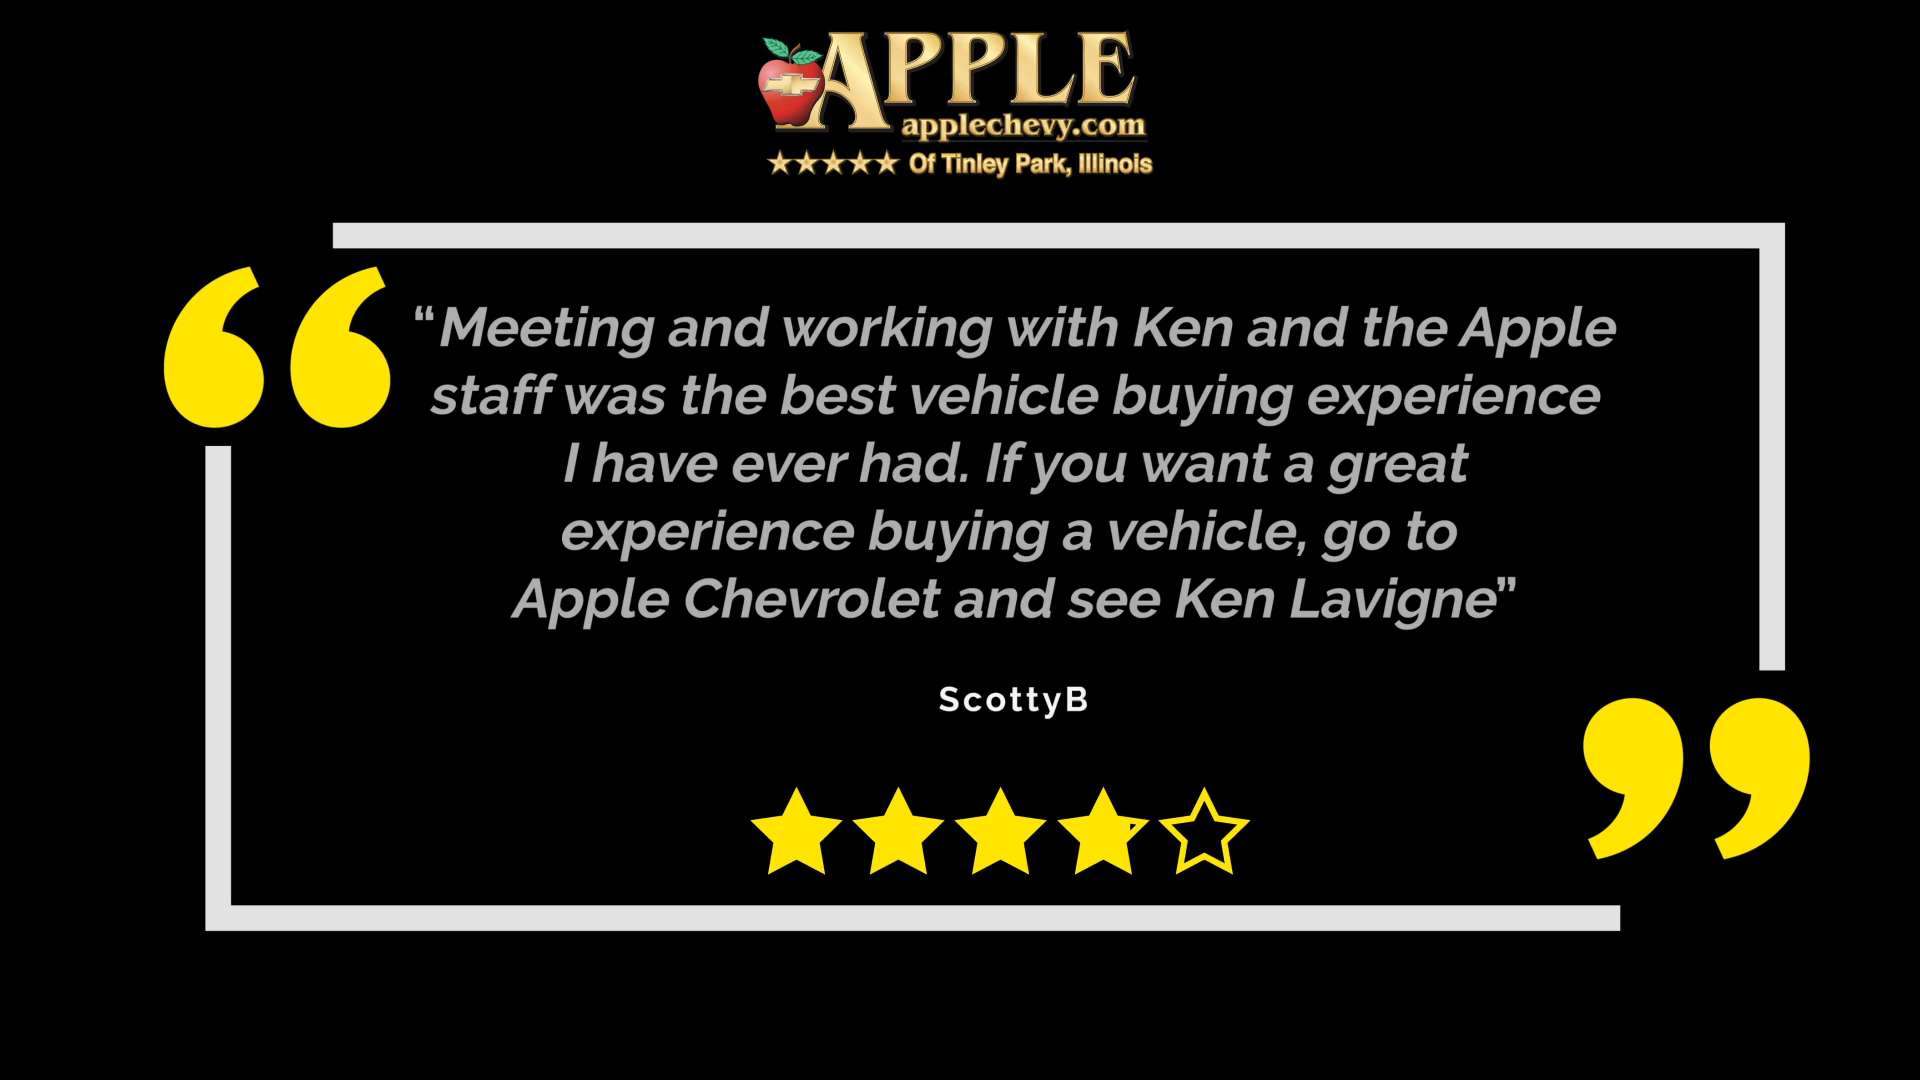 APPLE
applechevy.com
Of Tinley Park, Illinois
“Meeting and working with Ken and the Apple
staff was the best vehicle buying experience
I have ever had. If you want a great
experience buying a vehicle, go to
Apple Chevrolet and see Ken Lavigne”
ScottyB